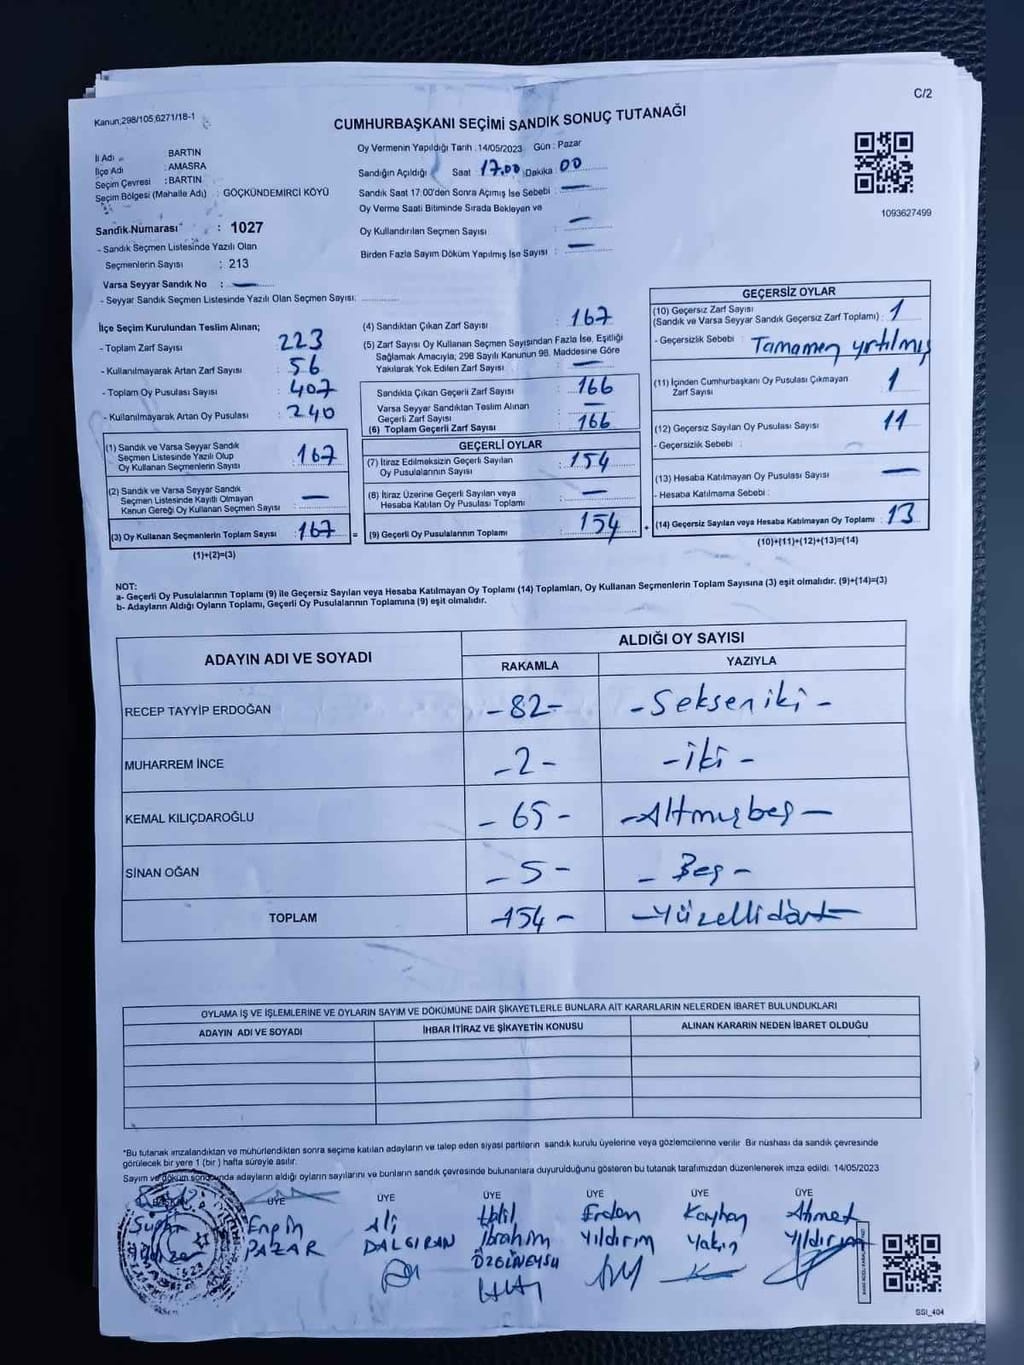 C/2
Kanun,298/105,6271/18-1
CUMHURBAŞKANI SEÇİMİ SANDIK SONUÇ TUTANAĞI
İl Adı : BARTIN
İlçe Adı : AMASRA
Seçim Çevresi : BARTIN
Seçim Bölgesi (Mahalle Adı) : GÖÇKÜNDEMİRCİ KÖYÜ
Sandık Numarası : 1027
- Sandık Seçmen Listesinde Yazılı Olan
Seçmenlerin Sayısı : 213
Varsa Seyyar Sandık No : —
- Seyyar Sandık Seçmen Listesinde Yazılı Olan Seçmen Sayısı:
Oy Vermenin Yapıldığı Tarih :14/05/2023 Gün : Pazar
Sandığın Açıldığı Saat 17.00 Dakika 00
Sandık Saat 17:00'den Sonra Açımış İse Sebebi : —
Oy Verme Saati Bitiminde Sırada Bekleyen ve
Oy Kullandırılan Seçmen Sayısı : —
Birden Fazla Sayım Döküm Yapılmış İse Sayısı : —
1093627499
İlçe Seçim Kurulundan Teslim Alınan;
- Toplam Zarf Sayısı : 223
- Kullanılmayarak Artan Zarf Sayısı : 56
- Toplam Oy Pusulası Sayısı : 407
- Kullanılmayarak Artan Oy Pusulası : 240
(1) Sandık ve Varsa Seyyar Sandık
Seçmen Listesinde Yazılı Olup
Oy Kullanan Seçmenlerin Sayısı : 167
(2) Sandık ve Varsa Seyyar Sandık
Seçmen Listesinde Kayıtlı Olmayan
Kanun Gereği Oy Kullanan Seçmen Sayısı : —
(3) Oy Kullanan Seçmenlerin Toplam Sayısı : 167 =
(1)+(2)=(3)
(4) Sandıktan Çıkan Zarf Sayısı : 167
(5) Zarf Sayısı Oy Kullanan Seçmen Sayısından Fazla İse, Eşitliği
Sağlamak Amacıyla; 298 Sayılı Kanunun 98. Maddesine Göre
Yakılarak Yok Edilen Zarf Sayısı : —
Sandıkta Çıkan Geçerli Zarf Sayısı : 166
Varsa Seyyar Sandıktan Teslim Alınan
Geçerli Zarf Sayısı : —
(6) Toplam Geçerli Zarf Sayısı : 166
GEÇERLİ OYLAR
(7) İtiraz Edilmeksizin Geçerli Sayılan
Oy Pusulalarının Sayısı : 154
(8) İtiraz Üzerine Geçerli Sayılan veya
Hesaba Katılan Oy Pusulası Toplamı : —
(9) Geçerli Oy Pusulalarının Toplamı : 154 +
GEÇERSİZ OYLAR
(10) Geçersiz Zarf Sayısı
(Sandık ve Varsa Seyyar Sandık Geçersiz Zarf Toplamı) : 1
- Geçersizlik Sebebi : Tamamen yırtılmış
(11) İçinden Cumhurbaşkanı Oy Pusulası Çıkmayan
Zarf Sayısı : 1
(12) Geçersiz Sayılan Oy Pusulası Sayısı : 11
- Geçersizlik Sebebi :
(13) Hesaba Katılmayan Oy Pusulası Sayısı : —
Hesaba Katılmama Sebebi :
(14) Geçersiz Sayılan veya Hesaba Katılmayan Oy Toplamı : 13
(10)+(11)+(12)+(13)=(14)
NOT:
a- Geçerli Oy Pusulalarının Toplamı (9) ile Geçersiz Sayılan veya Hesaba Katılmayan Oy Toplamı (14) Toplamları, Oy Kullanan Seçmenlerin Toplam Sayısına (3) eşit olmalıdır. (9)+(14)=(3)
b- Adayların Aldığı Oyların Toplamı, Geçerli Oy Pusulalarının Toplamına (9) eşit olmalıdır.
ADAYIN ADI VE SOYADI ALDIĞI OY SAYISI
RAKAMLA YAZIYLA
RECEP TAYYİP ERDOĞAN -82- -Sekseniki-
MUHARREM İNCE -2- -iki-
KEMAL KILIÇDAROĞLU -65- -Altmışbeş-
SİNAN OĞAN -5- -Beş-
TOPLAM -154- -Yüzellidört-
OYLAMA İŞ VE İŞLEMLERİNE VE OYLARIN SAYIM VE DÖKÜMÜNE DAİR ŞİKAYETLERLE BUNLARA AİT KARARLARIN NELERDEN İBARET BULUNDUKLARI
ADAYIN ADI VE SOYADI İHBAR İTİRAZ VE ŞİKAYETİN KONUSU ALINAN KARARIN NEDEN İBARET OLDUĞU
*Bu tutanak imzalandıktan ve mühürlendikten sonra seçime katılan adayların ve talep eden siyasi partilerin sandık kurulu üyelerine veya gözlemcilerine verilir. Bir nüshası da sandık çevresinde
görülecek bir yere 1 (bir) hafta süreyle asılır.
Sayım ve döküm sonucunda adayların aldığı oyların sayılarını ve bunların sandık çevresinde bulunanlara duyurulduğunu gösteren bu tutanak tarafımızdan düzenlenerek imza edildi. 14/05/2023
ÜYE ÜYE ÜYE ÜYE ÜYE ÜYE
Engin Ali Halil Erdem Kayhan Ahmet
PAZAR DALGIRAN İbrahim Yıldırım Yakın Yıldırım
ÖZGÜNEYSU
SSI_404